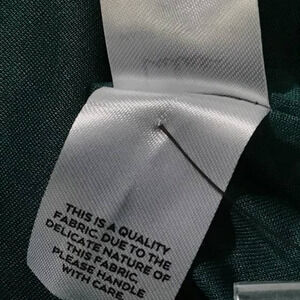 THIS IS A QUALITY
FABRIC. DUE TO THE
DELICATE NATURE OF
THIS FABRIC
PLEASE HANDLE
WITH CARE.